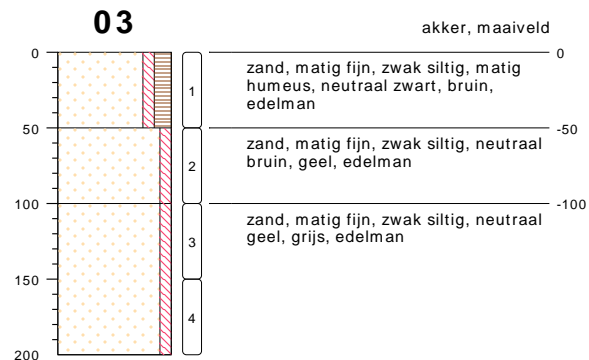 03
akker, maaiveld
0
0
zand, matig fijn, zwak siltig, matig
humeus, neutraal zwart, bruin,
edelman
1
50
-50
zand, matig fijn, zwak siltig, neutraal
bruin, geel, edelman
2
100
-100
zand, matig fijn, zwak siltig, neutraal
geel, grijs, edelman
3
150
4
200